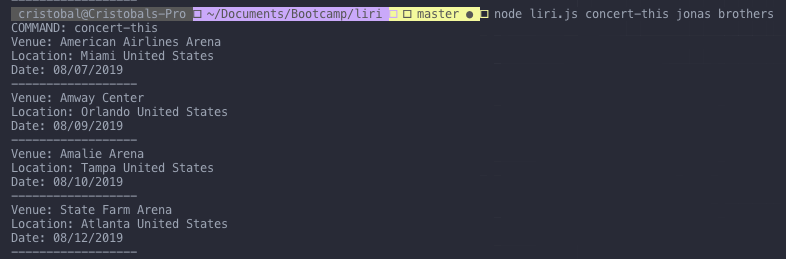 cristobal@Cristobals-Pro ~/Documents/Bootcamp/liri master ● node liri.js concert-this jonas brothers
COMMAND: concert-this
Venue: American Airlines Arena
Location: Miami United States
Date: 08/07/2019
------------------
Venue: Amway Center
Location: Orlando United States
Date: 08/09/2019
------------------
Venue: Amalie Arena
Location: Tampa United States
Date: 08/10/2019
------------------
Venue: State Farm Arena
Location: Atlanta United States
Date: 08/12/2019
------------------